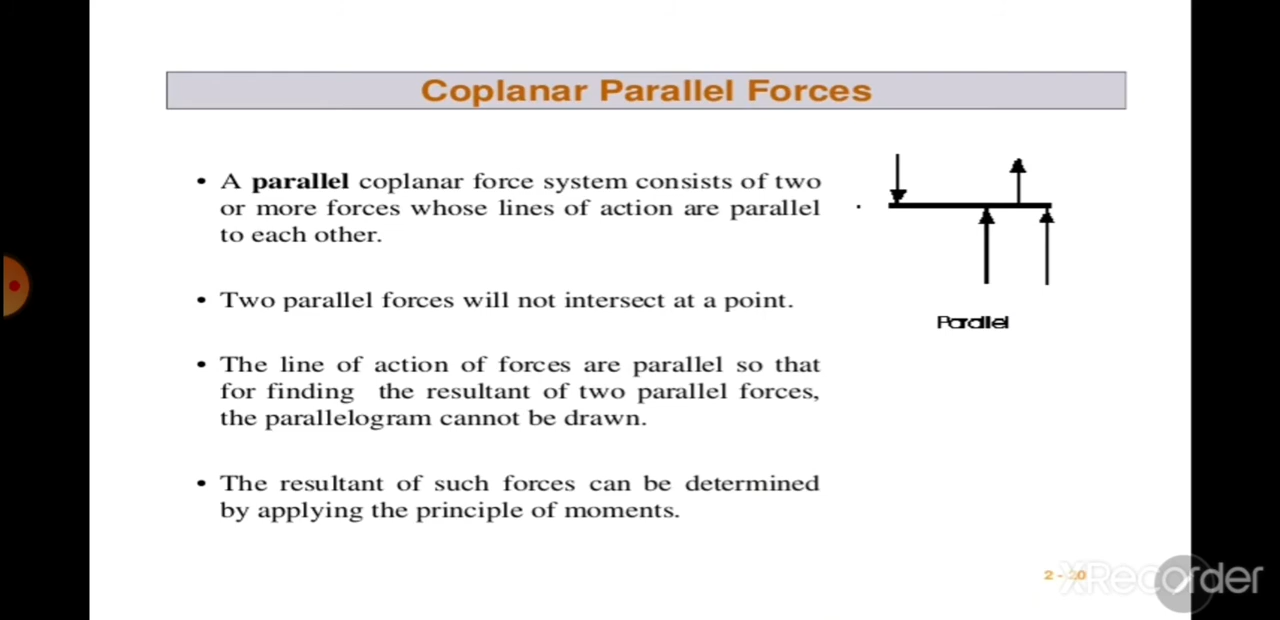 Coplanar Parallel Forces
• A parallel coplanar force system consists of two
or more forces whose lines of action are parallel
to each other.
• Two parallel forces will not intersect at a point.
• The line of action of forces are parallel so that
for finding the resultant of two parallel forces,
the parallelogram cannot be drawn.
• The resultant of such forces can be determined
by applying the principle of moments.
Parallel
2 - 20
XRecorder